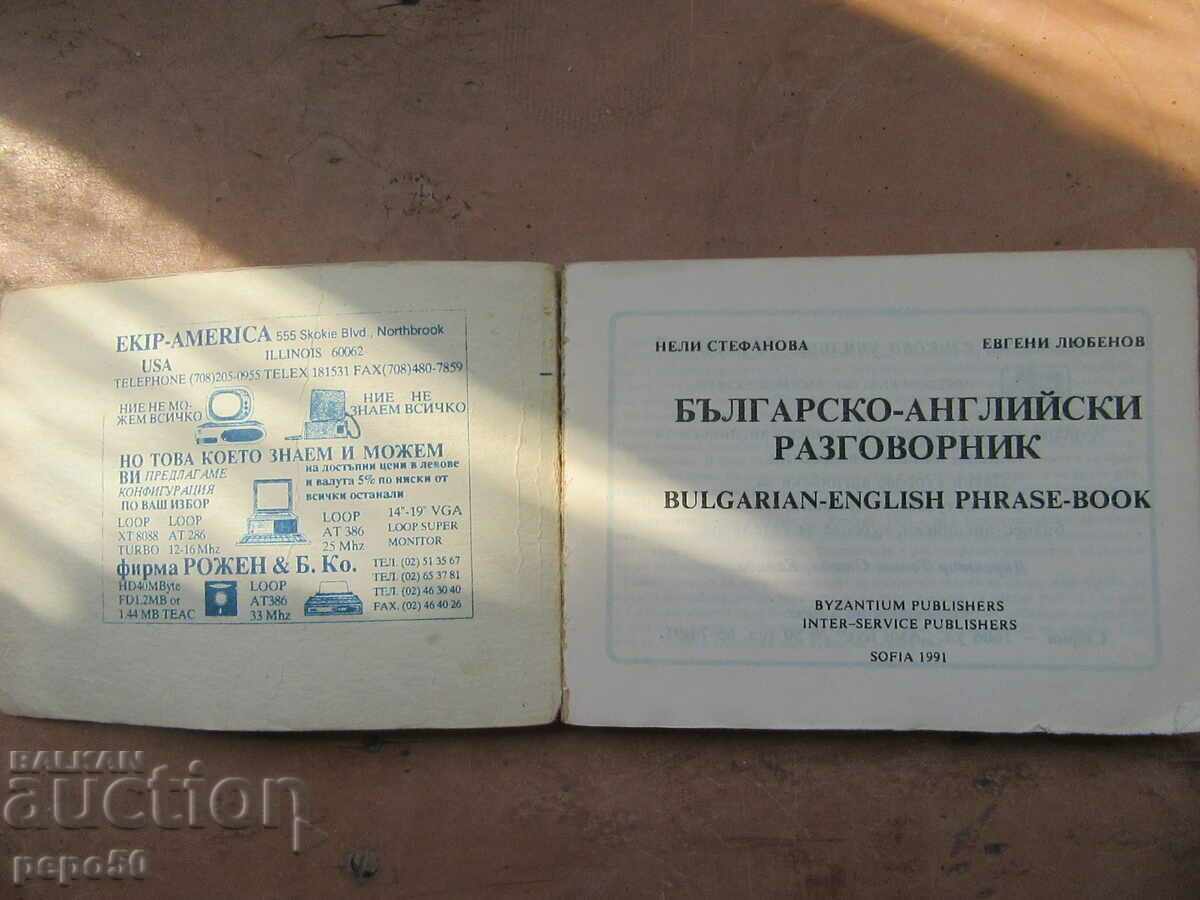 EKIP-AMERICA 555 Skokie Blvd., Northbrook
USA ILLINOIS 60062
TELEPHONE (708)205-0955 TELEX 181531 FAX(708)480-7859
НИЕ НЕ МО-
ЖЕМ ВСИЧКО
НИЕ НЕ
ЗНАЕМ ВСИЧКО
НО ТОВА КОЕТО ЗНАЕМ И МОЖЕМ
ВИ ПРЕДЛАГАМЕ
КОНФИГУРАЦИЯ
ПО ВАШ ИЗБОР
на достъпни цени в левове
и валута 5% по ниски от
всички останали
LOOP
XT 8088
TURBO
LOOP
AT 286
12-16 Mhz
LOOP
AT 386
25 Mhz
14"-19" VGA
LOOP SUPER
MONITOR
фирма РОЖЕН & Б. Ко.
HD40MByte
FD1.2MB or
1.44 MB TEAC
LOOP
AT386
33 Mhz
ТЕЛ. (02) 51 35 67
ТЕЛ. (02) 65 37 81
ТЕЛ. (02) 46 30 40
FAX. (02) 46 40 26
НЕЛИ СТЕФАНОВА ЕВГЕНИ ЛЮБЕНОВ
БЪЛГАРСКО-АНГЛИЙСКИ
РАЗГОВОРНИК
BULGARIAN-ENGLISH PHRASE-BOOK
BYZANTIUM PUBLISHERS
INTER-SERVICE PUBLISHERS
SOFIA 1991
BALKAN
auction
pepo50